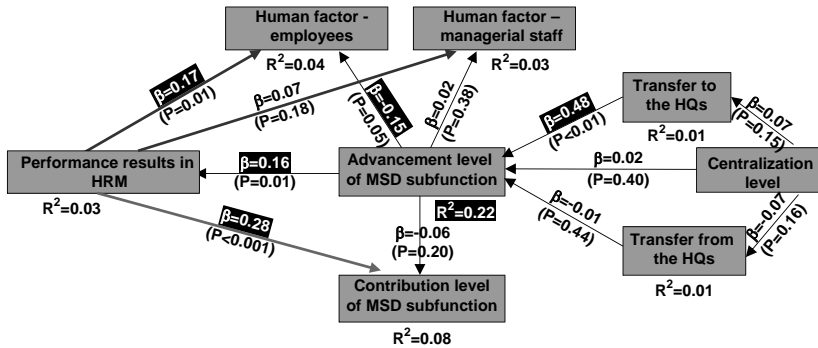 Human factor -
employees
R²=0.04
Human factor –
managerial staff
R²=0.03
β=0.17
(P=0.01)
β=0.07
(P=0.18)
β=-0.15
(P=0.05)
β=0.02
(P=0.38)
β=0.48
(P<0.01)
Transfer to
the HQs
R²=0.01
β=0.07
(P=0.15)
Performance results in
HRM
R²=0.03
β=0.16
(P=0.01)
Advancement level
of MSD subfunction
R²=0.22
β=0.02
(P=0.40)
Centralization
level
β=-0.07
(P=0.16)
β=-0.01
(P=0.44)
Transfer from
the HQs
R²=0.01
β=0.28
(P<0.001)
β=-0.06
(P=0.20)
Contribution level
of MSD subfunction
R²=0.08